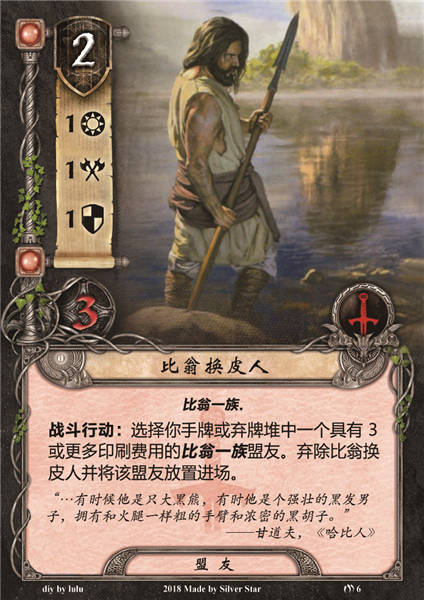 2
1
1
1
3
比翁换皮人
比翁一族.
战斗行动：选择你手牌或弃牌堆中一个具有 3
或更多印刷费用的比翁一族盟友。弃除比翁换
皮人并将该盟友放置进场。
“…有时候他是只大黑熊，有时他是个强壮的黑发男
子，拥有和火腿一样粗的手臂和浓密的黑胡子。”
——甘道夫，《哈比人》
盟 友
diy by lulu
2018 Made by Silver Star
6